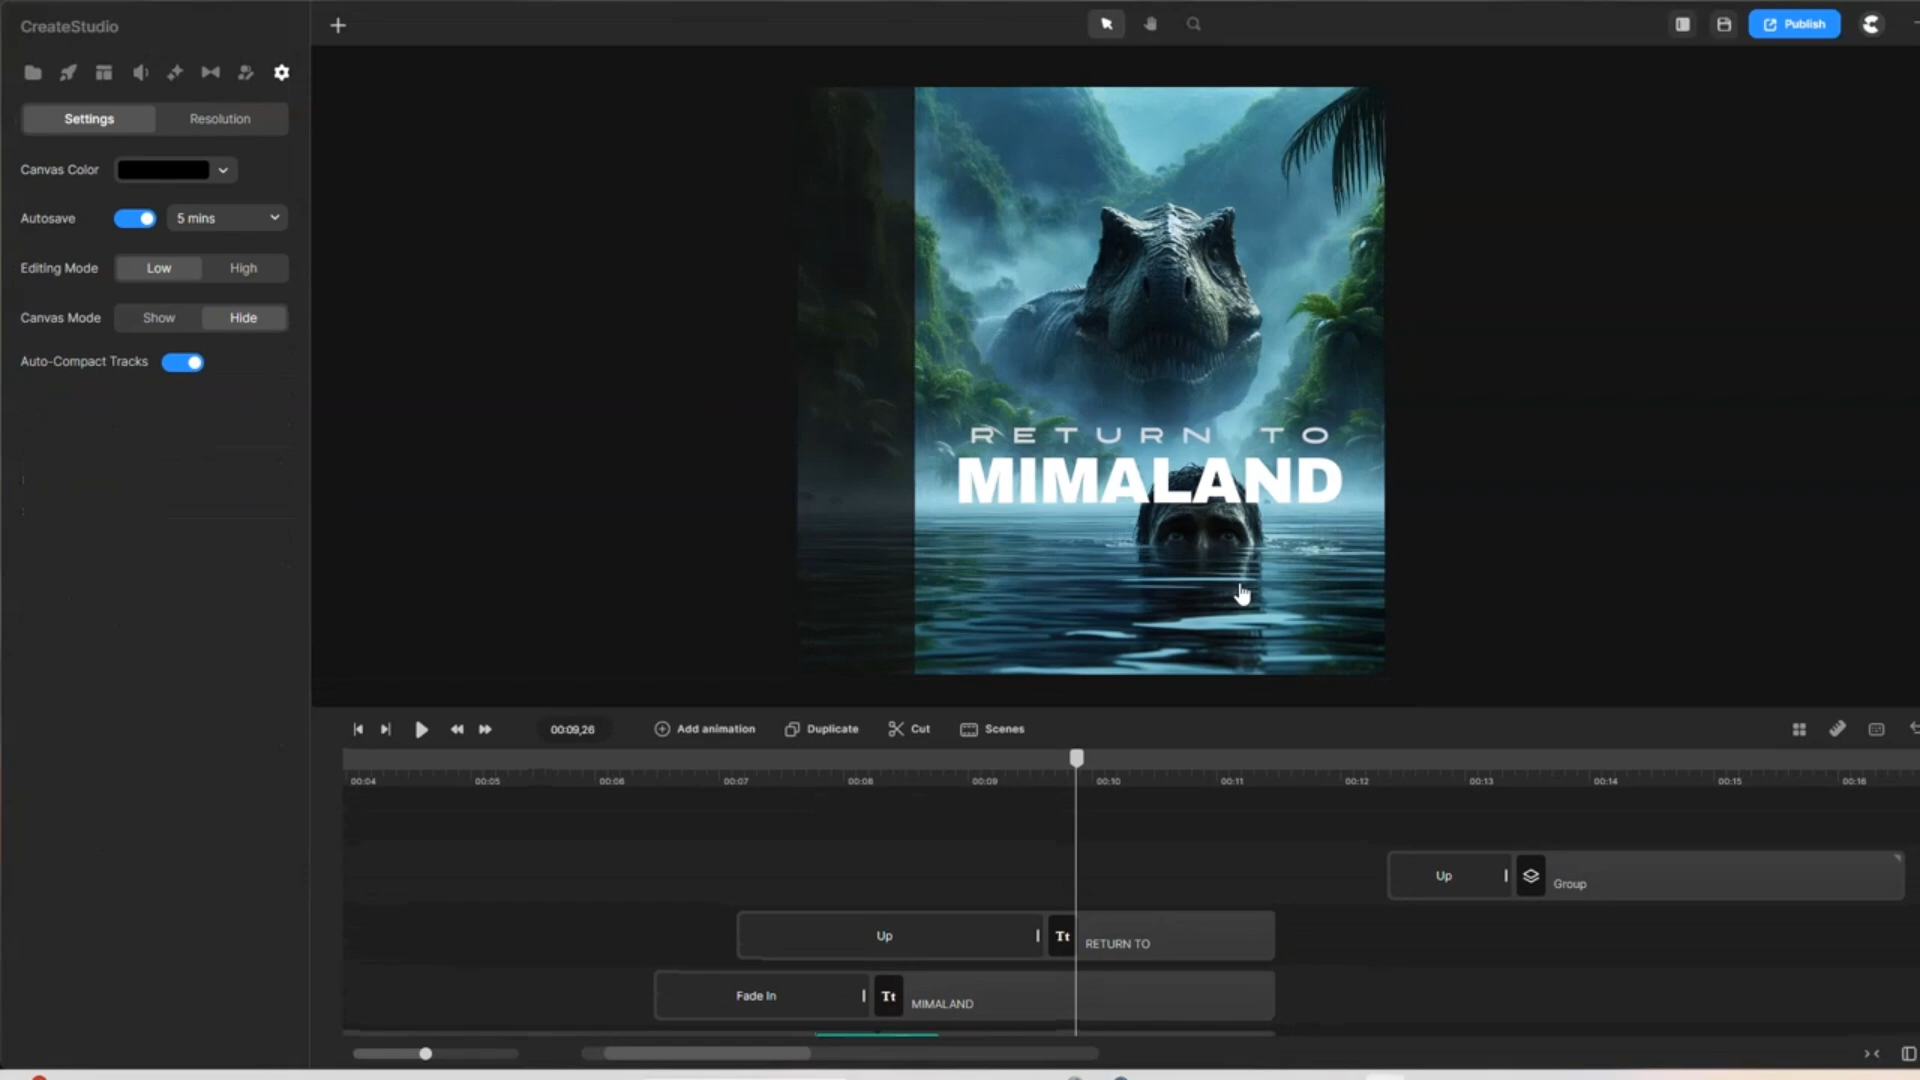 CreateStudio
Publish
Settings
Resolution
Canvas Color
Autosave
5 mins
Editing Mode
Low
High
Canvas Mode
Show
Hide
Auto-Compact Tracks
RETURN TO
MIMALAND
00:09,26
Add animation
Duplicate
Cut
Scenes
00:04
00:05
00:06
00:07
00:08
00:09
00:10
00:11
00:12
00:13
00:14
00:15
00:16
Up
Group
Up
Tt
RETURN TO
Fade In
Tt
MIMALAND